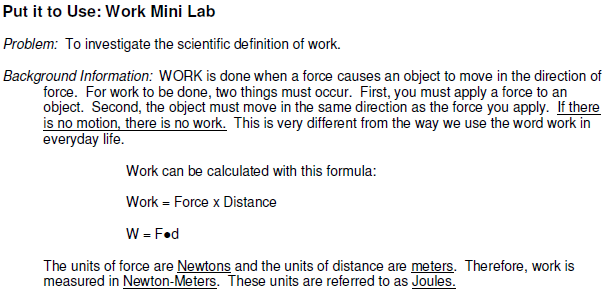 Put it to Use: Work Mini Lab
Problem: To investigate the scientific definition of work.
Background Information: WORK is done when a force causes an object to move in the direction of
force. For work to be done, two things must occur. First, you must apply a force to an
object. Second, the object must move in the same direction as the force you apply. If there
is no motion, there is no work. This is very different from the way we use the word work in
everyday life.
Work can be calculated with this formula:
Work = Force x Distance
W = F●d
The units of force are Newtons and the units of distance are meters. Therefore, work is
measured in Newton-Meters. These units are referred to as Joules.